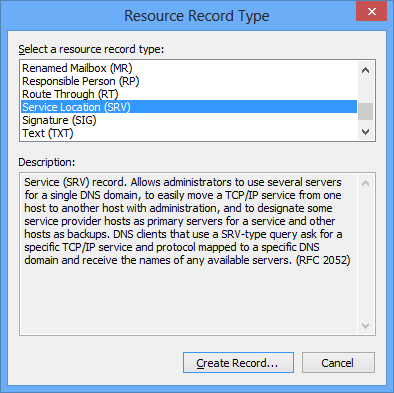 Resource Record Type
Select a resource record type:
Renamed Mailbox (MR)
Responsible Person (RP)
Route Through (RT)
Service Location (SRV)
Signature (SIG)
Text (TXT)
Description:
Service (SRV) record. Allows administrators to use several servers
for a single DNS domain, to easily move a TCP/IP service from one
host to another host with administration, and to designate some
service provider hosts as primary servers for a service and other
hosts as backups. DNS clients that use a SRV-type query ask for a
specific TCP/IP service and protocol mapped to a specific DNS
domain and receive the names of any available servers. (RFC 2052)
Create Record... Cancel